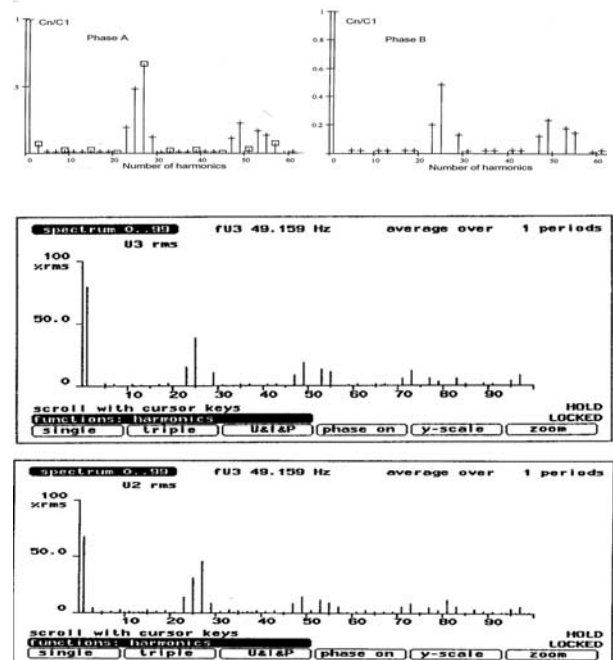 Cn/C1
Phase A
1
.5
0 10 20 30 40 50 60
Number of harmonics
Cn/C1
Phase B
1
0.8
0.6
0.4
0.2
0 10 20 30 40 50 60
Number of harmonics
spectrum 0..99 fU3 49.159 Hz average over 1 periods
U3 rms
100
%rms
50.0
0
10 20 30 40 50 60 70 80 90
scroll with cursor keys HOLD
functions: harmonics LOCKED
single triple U&I&P phase on y-scale zoom
spectrum 0..99 fU3 49.159 Hz average over 1 periods
U2 rms
100
%rms
50.0
0
10 20 30 40 50 60 70 80 90
scroll with cursor keys HOLD
functions: harmonics LOCKED
single triple U&I&P phase on y-scale zoom